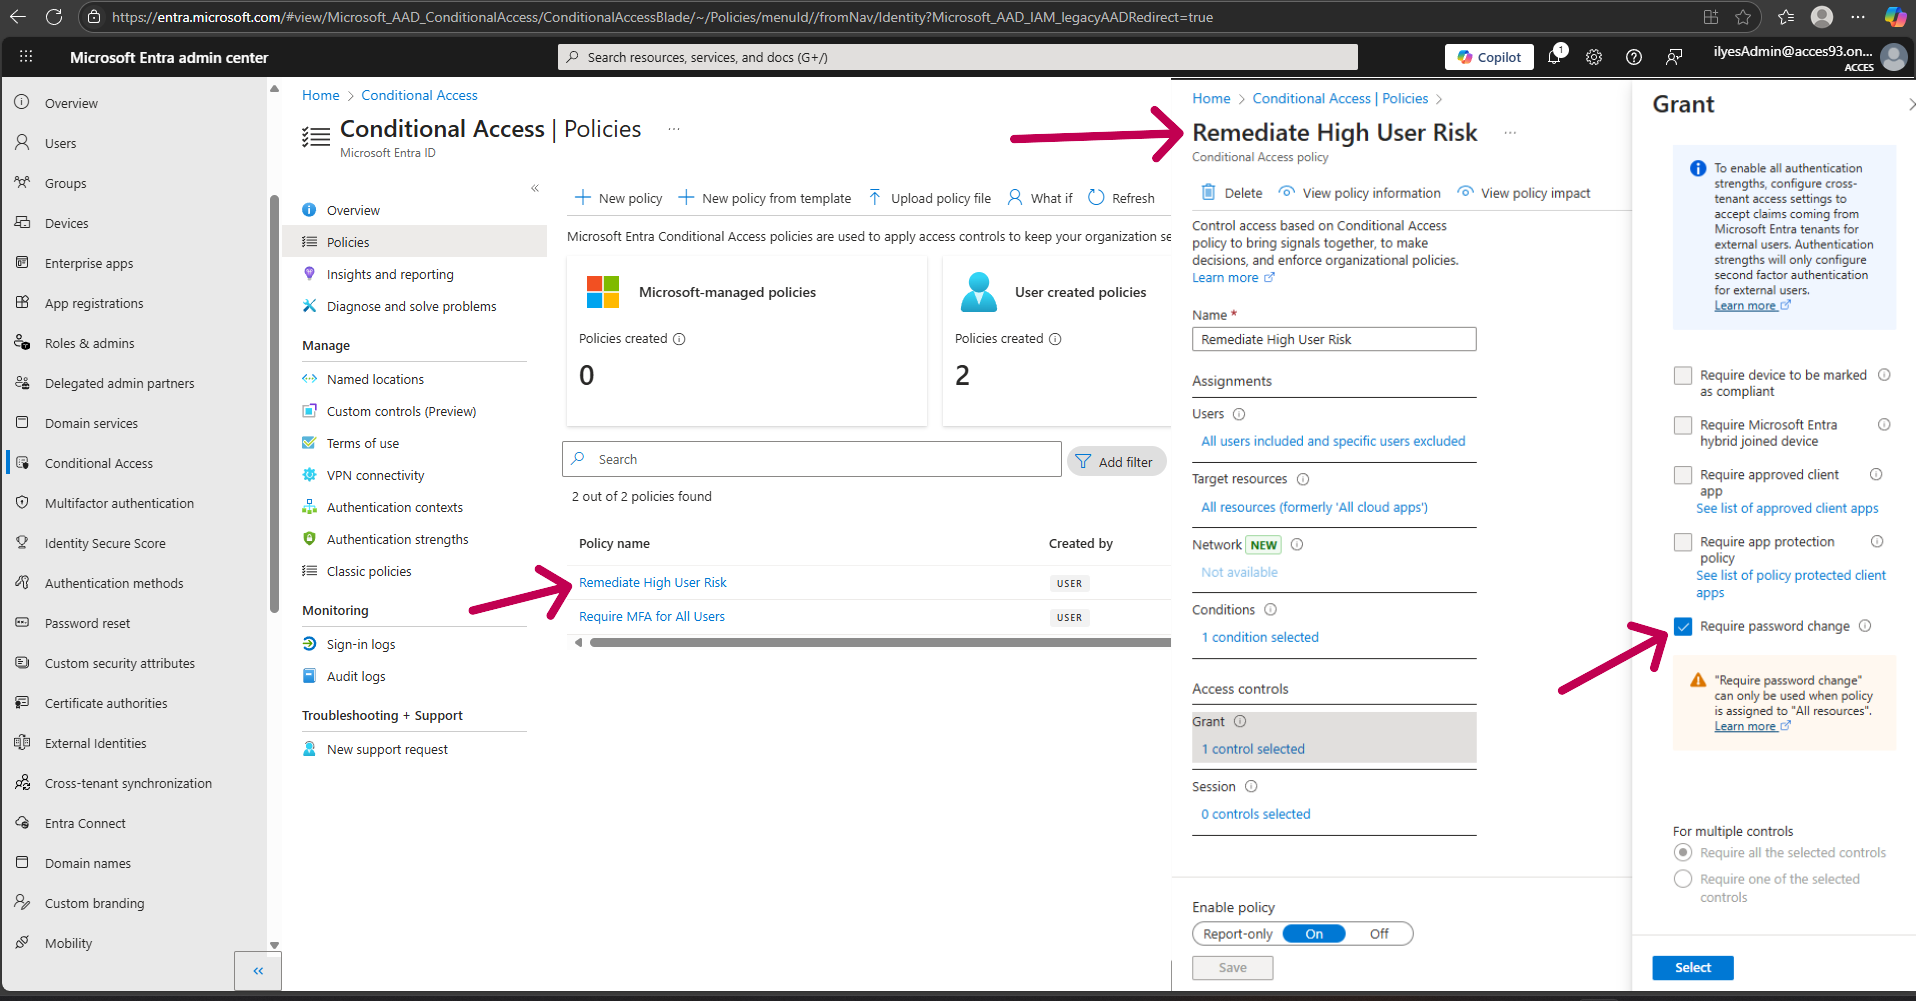 https://entra.microsoft.com/#view/Microsoft_AAD_ConditionalAccess/ConditionalAccessBlade/~/Policies/menuId//fromNav/Identity?Microsoft_AAD_IAM_legacyAADRedirect=true
Microsoft Entra admin center
Search resources, services, and docs (G+/)
Copilot
1
ilyesAdmin@acces93.on...
ACCES
Overview
Users
Groups
Devices
Enterprise apps
App registrations
Roles & admins
Delegated admin partners
Domain services
Conditional Access
Multifactor authentication
Identity Secure Score
Authentication methods
Password reset
Custom security attributes
Certificate authorities
External Identities
Cross-tenant synchronization
Entra Connect
Domain names
Custom branding
Mobility
Home > Conditional Access
Conditional Access | Policies ...
Microsoft Entra ID
Overview
Policies
Insights and reporting
Diagnose and solve problems
Manage
Named locations
Custom controls (Preview)
Terms of use
VPN connectivity
Authentication contexts
Authentication strengths
Classic policies
Monitoring
Sign-in logs
Audit logs
Troubleshooting + Support
New support request
New policy
New policy from template
Upload policy file
What if
Refresh
Microsoft Entra Conditional Access policies are used to apply access controls to keep your organization se
Microsoft-managed policies
Policies created
0
User created policies
Policies created
2
Search
Add filter
2 out of 2 policies found
Policy name Created by
Remediate High User Risk USER
Require MFA for All Users USER
Home > Conditional Access | Policies >
Remediate High User Risk ...
Conditional Access policy
Delete
View policy information
View policy impact
Control access based on Conditional Access
policy to bring signals together, to make
decisions, and enforce organizational policies.
Learn more
Name *
Remediate High User Risk
Assignments
Users
All users included and specific users excluded
Target resources
All resources (formerly 'All cloud apps')
Network NEW
Not available
Conditions
1 condition selected
Access controls
Grant
1 control selected
Session
0 controls selected
Enable policy
Report-only On Off
Save
Grant
To enable all authentication
strengths, configure cross-
tenant access settings to
accept claims coming from
Microsoft Entra tenants for
external users. Authentication
strengths will only configure
second factor authentication
for external users.
Learn more
Require device to be marked
as compliant
Require Microsoft Entra
hybrid joined device
Require approved client
app
See list of approved client apps
Require app protection
policy
See list of policy protected client
apps
Require password change
"Require password change"
can only be used when policy
is assigned to "All resources".
Learn more
For multiple controls
Require all the selected controls
Require one of the selected
controls
Select